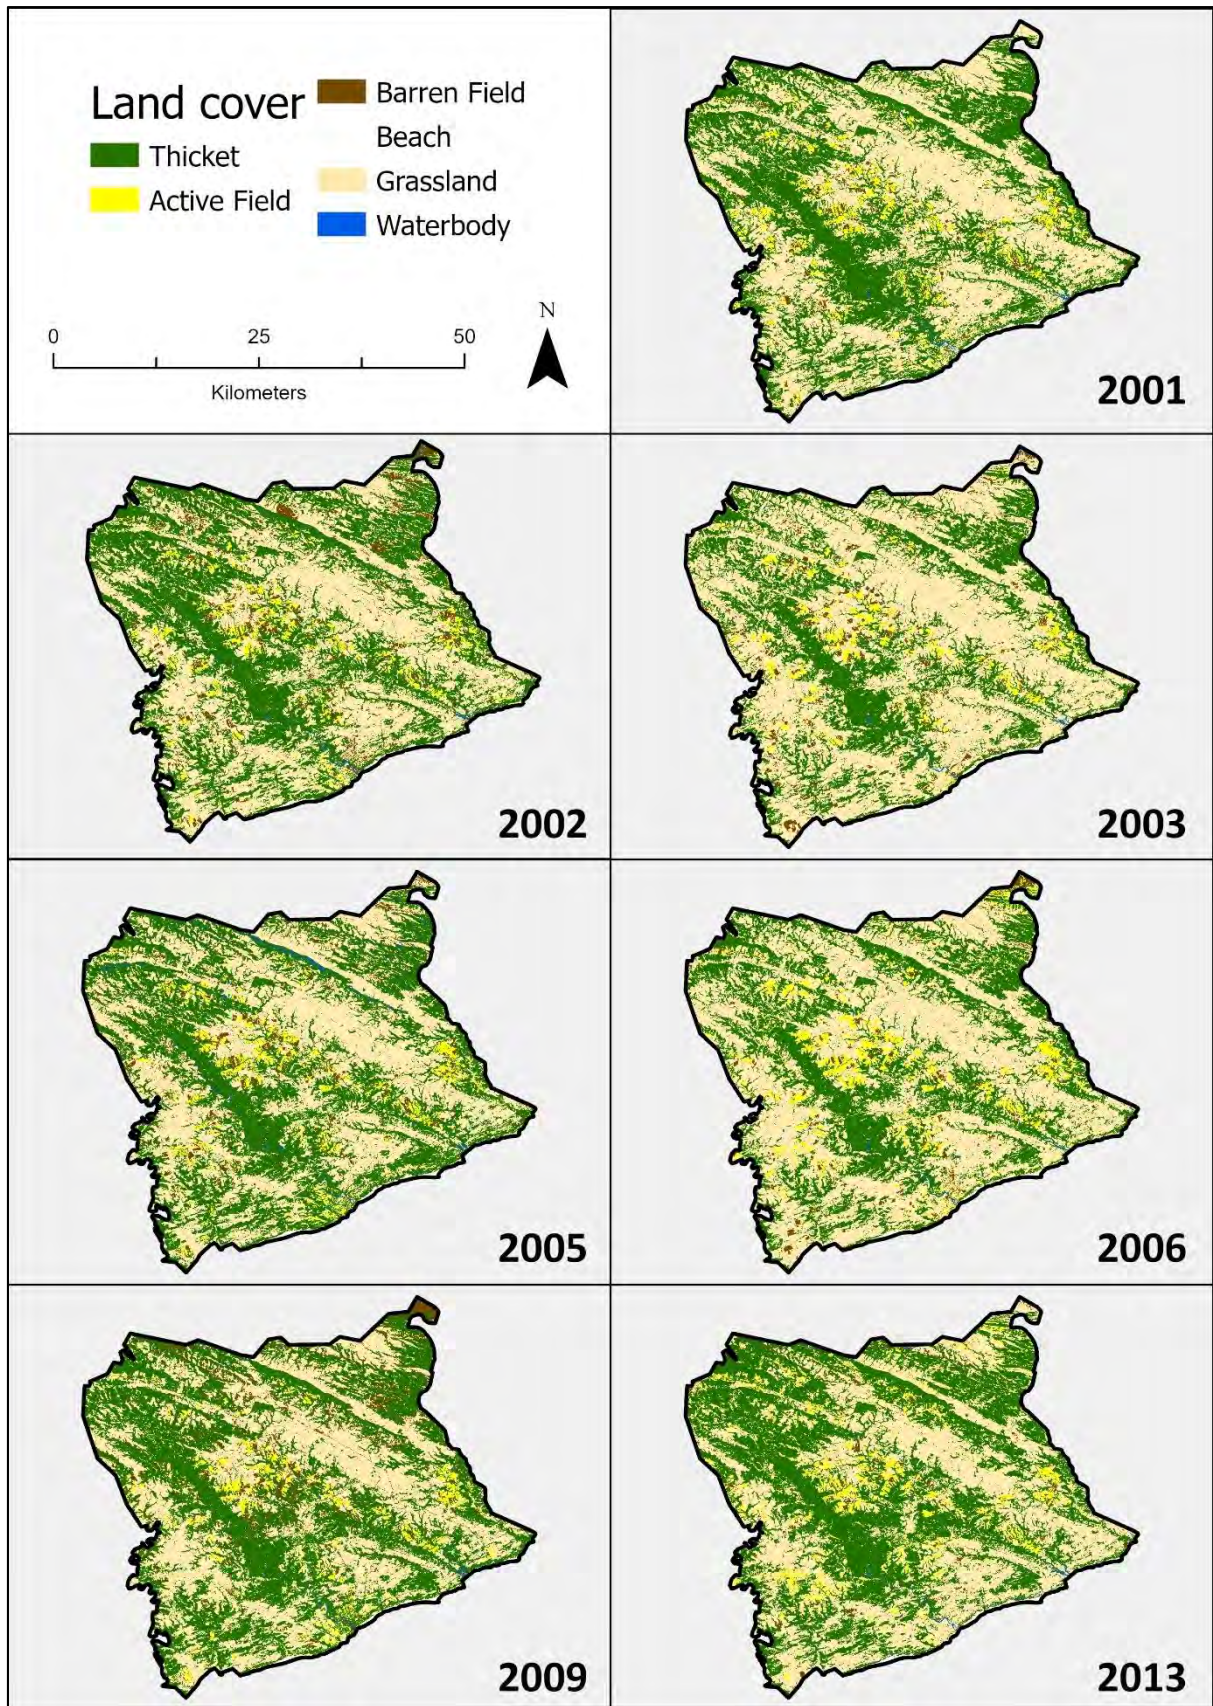 Land cover
Thicket
Active Field
Barren Field
Beach
Grassland
Waterbody
0 25 50
Kilometers
N
2001
2002
2003
2005
2006
2009
2013